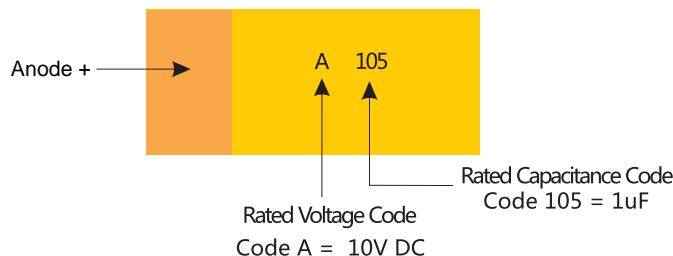 A 105
Anode +
Rated Capacitance Code
Code 105 = 1uF
Rated Voltage Code
Code A = 10V DC